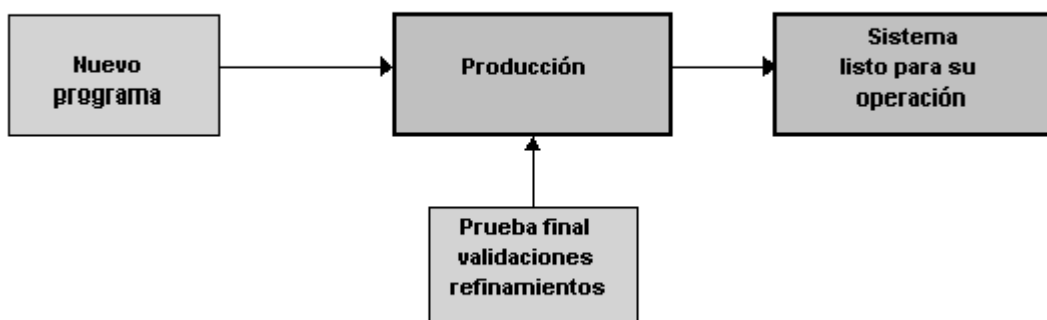 Nuevo
programa
Producción
Sistema
listo para su
operación
Prueba final
validaciones
refinamientos